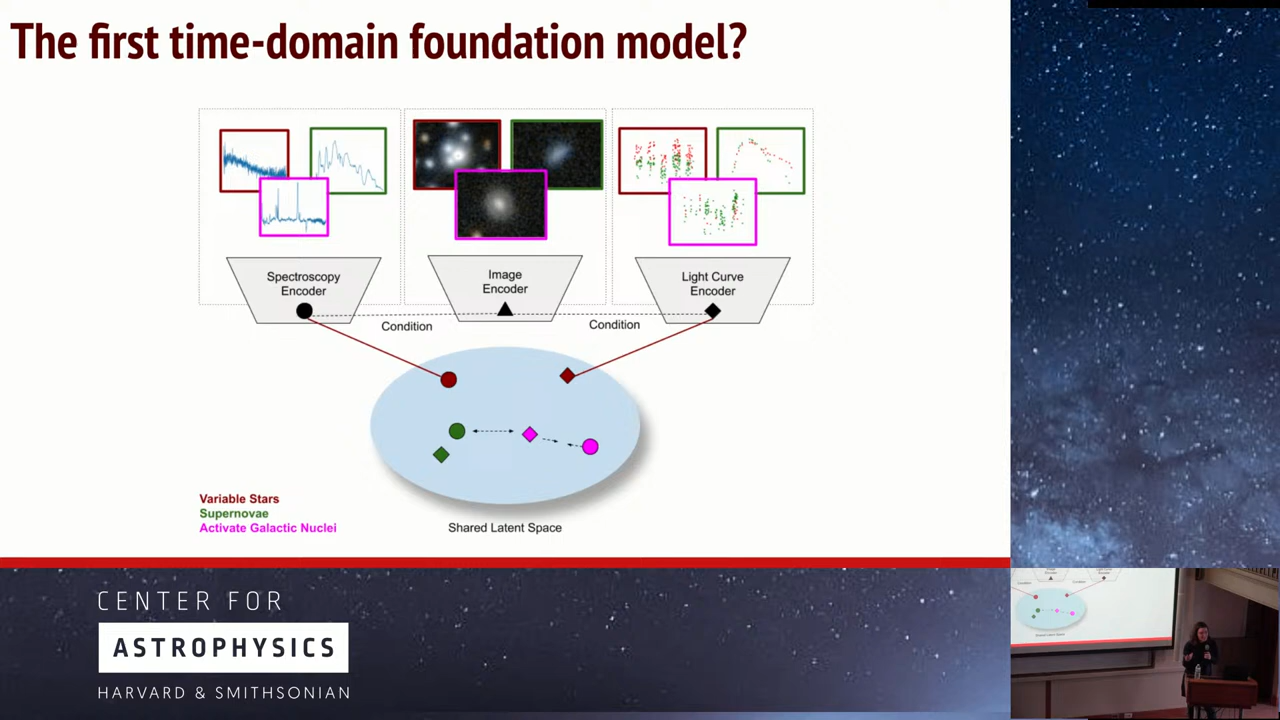 The first time-domain foundation model?
Spectroscopy
Encoder
Image
Encoder
Light Curve
Encoder
Condition
Condition
Variable Stars
Supernovae
Activate Galactic Nuclei
Shared Latent Space
CENTER FOR
ASTROPHYSICS
HARVARD & SMITHSONIAN